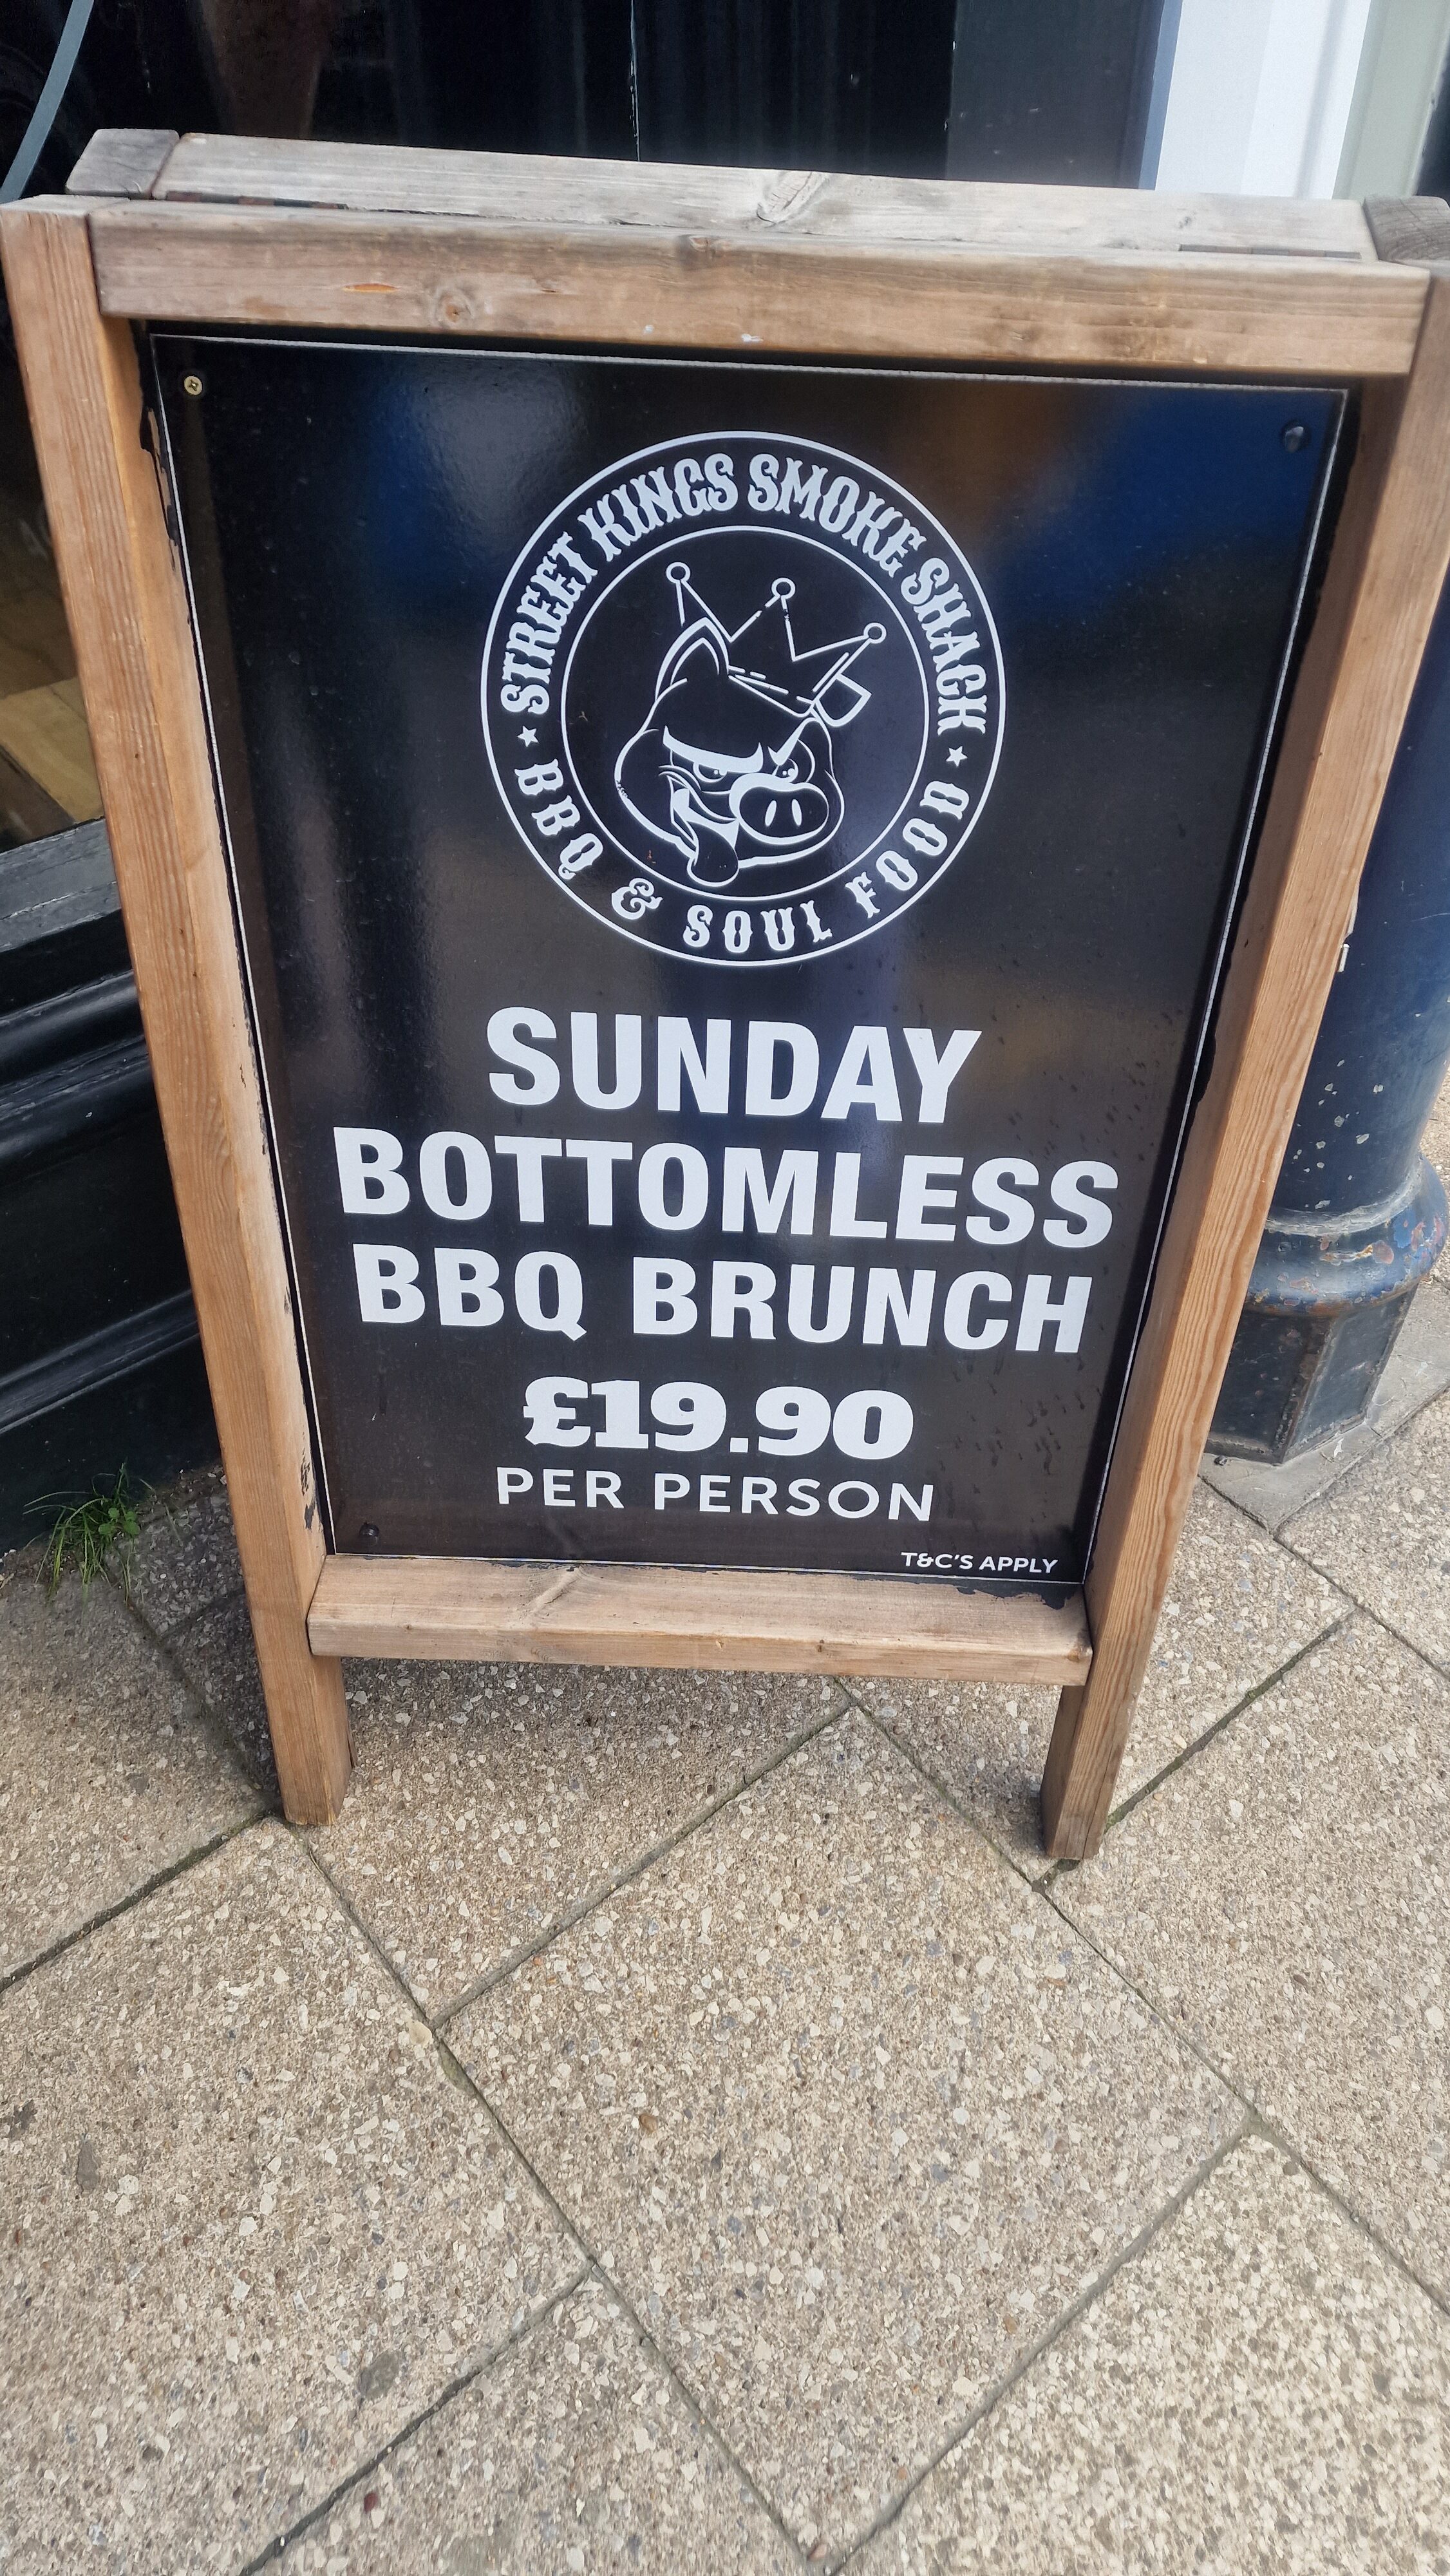 STREET KINGS SMOKE SHACK
BBQ & SOUL FOOD
SUNDAY
BOTTOMLESS
BBQ BRUNCH
£19.90
PER PERSON
T&C'S APPLY